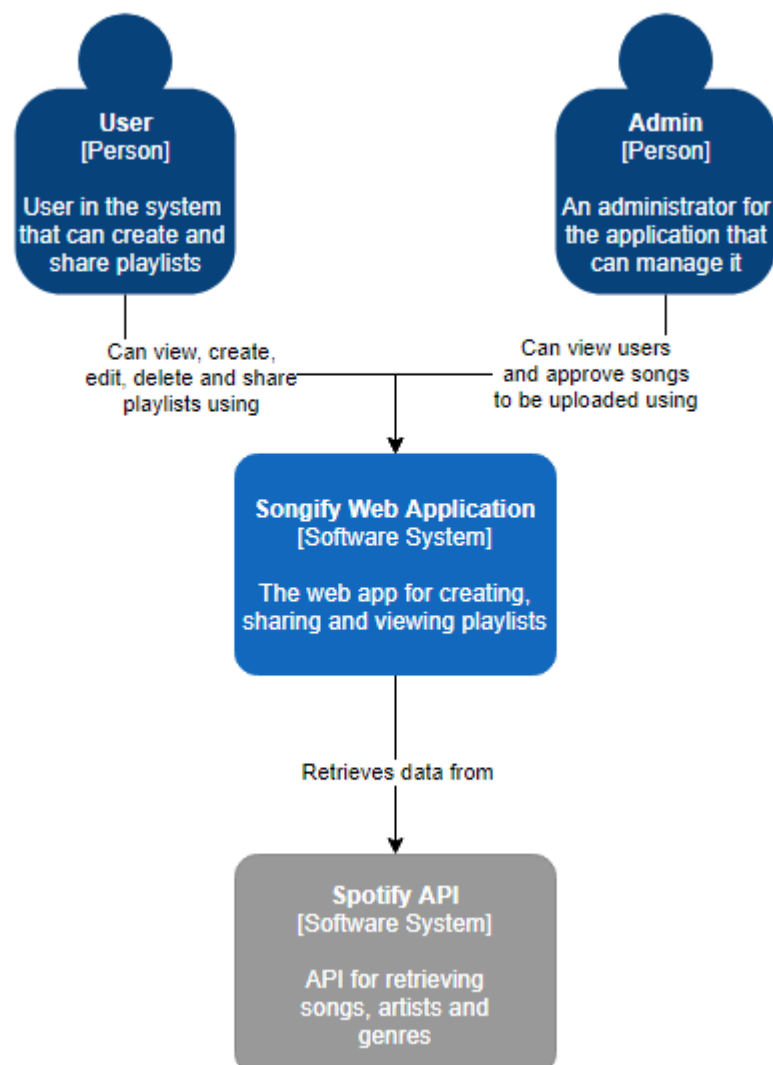 User
[Person]
User in the system
that can create and
share playlists
Admin
[Person]
An administrator for
the application that
can manage it
Can view, create,
edit, delete and share
playlists using
Can view users
and approve songs
to be uploaded using
Songify Web Application
[Software System]
The web app for creating,
sharing and viewing playlists
Retrieves data from
Spotify API
[Software System]
API for retrieving
songs, artists and
genres